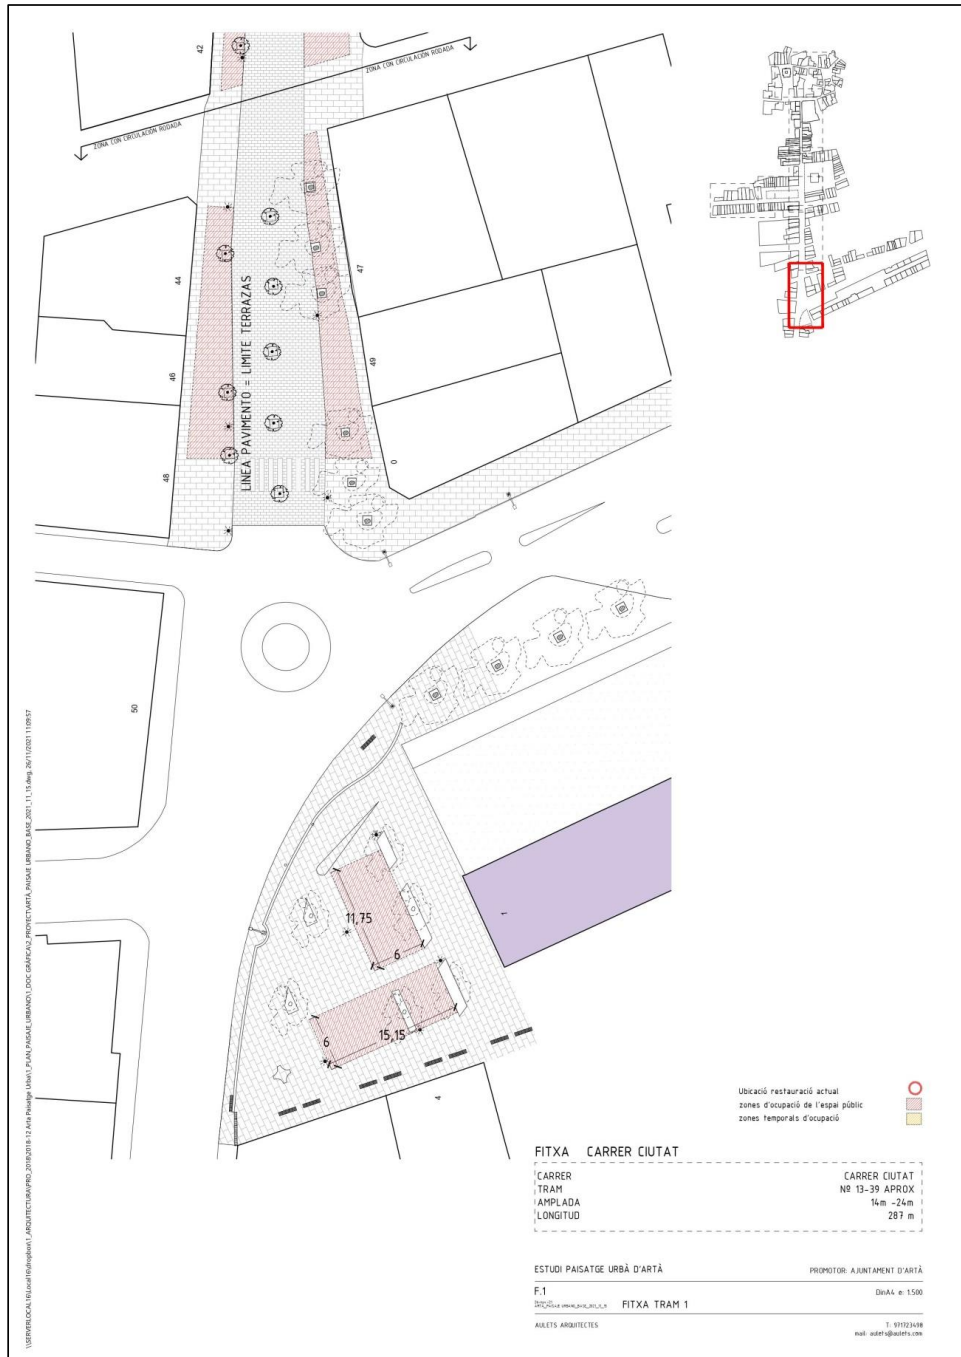 42
ZONA CON CIRCULACIÓN RODADA
ZONA CON CIRCULACIÓN RODADA
44
47
LINEA PAVIMENTO = LIMITE TERRAZAS
46
49
48
0
50
11,75
6
1
15,15
6
4
Ubicació restauració actual
zones d'ocupació de l'espai públic
zones temporals d'ocupació
FITXA CARRER CIUTAT
CARRER CARRER CIUTAT
TRAM Nº 13-39 APROX
AMPLADA 14m -24m
LONGITUD 287 m
ESTUDI PAISATGE URBÀ D'ARTÀ PROMOTOR: AJUNTAMENT D'ARTÀ
F.1 DinA4 e: 1:500
FITXA TRAM 1
AULETS ARQUITECTES T: 971723498
mail: aulets@aulets.com